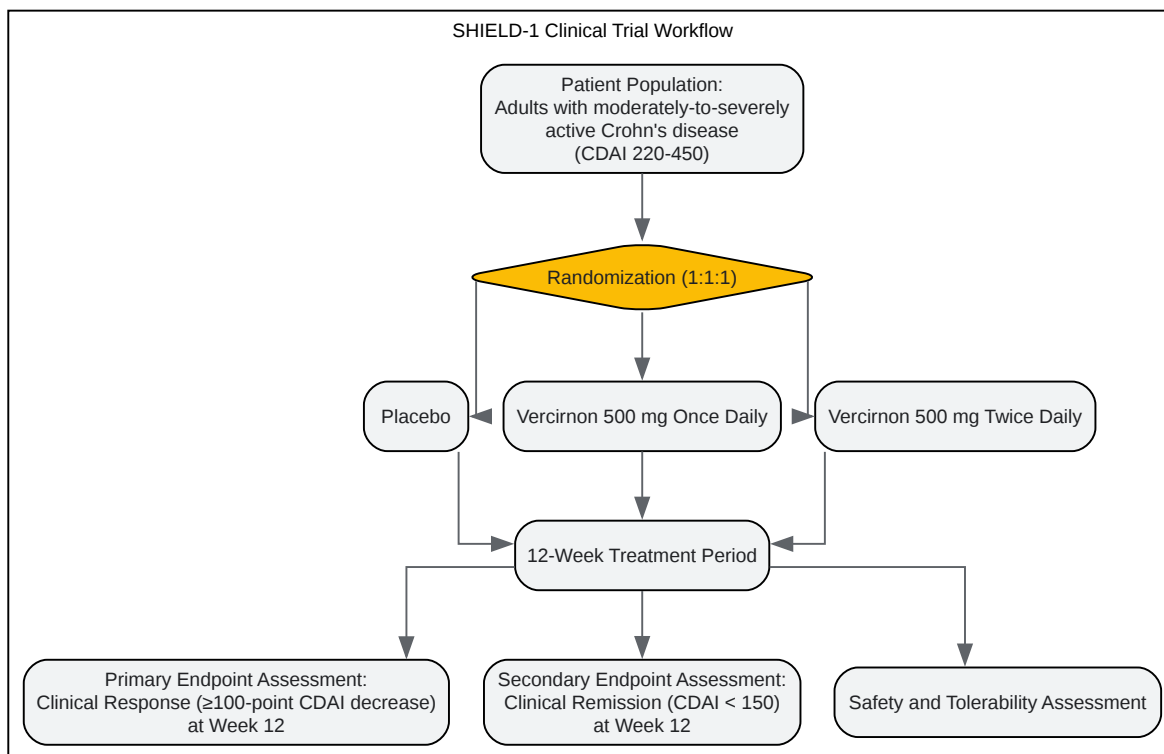 SHIELD-1 Clinical Trial Workflow
Patient Population:
Adults with moderately-to-severely
active Crohn's disease
(CDAI 220-450)
Randomization (1:1:1)
Placebo
Vercirnon 500 mg Once Daily
Vercirnon 500 mg Twice Daily
12-Week Treatment Period
Primary Endpoint Assessment:
Clinical Response (≥100-point CDAI decrease)
at Week 12
Secondary Endpoint Assessment:
Clinical Remission (CDAI < 150)
at Week 12
Safety and Tolerability Assessment